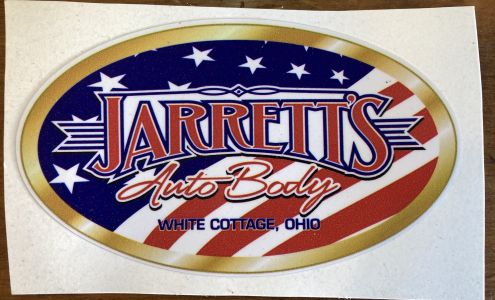 JARRETT'S
Auto Body
WHITE COTTAGE, OHIO